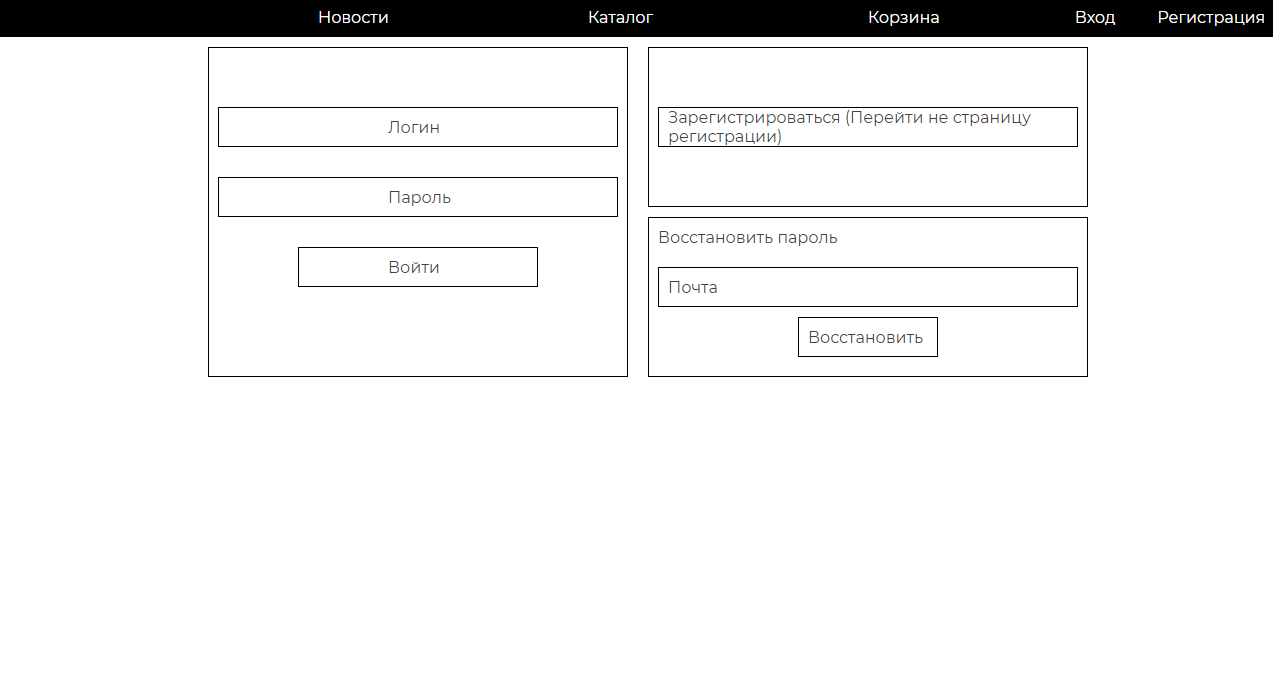 Новости Каталог Корзина Вход Регистрация
Логин
Пароль
Войти
Зарегистрироваться (Перейти не страницу
регистрации)
Восстановить пароль
Почта
Восстановить